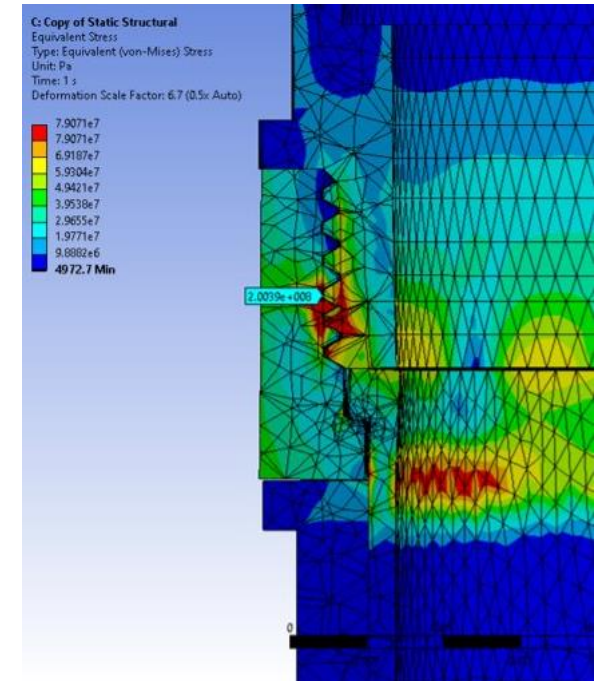 C: Copy of Static Structural
Equivalent Stress
Type: Equivalent (von-Mises) Stress
Unit: Pa
Time: 1 s
Deformation Scale Factor: 6.7 (0.5x Auto)
7.9071e7
7.9071e7
6.9187e7
5.9304e7
4.9421e7
3.9538e7
2.9655e7
1.9771e7
9.8882e6
4972.7 Min
2.0039e+008
0